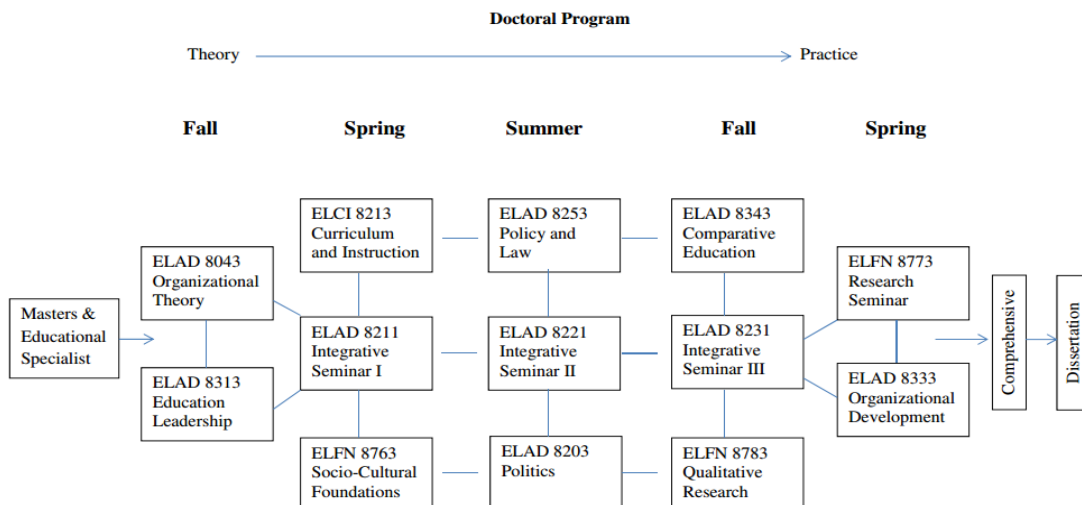 Doctoral Program
Theory
Practice
Fall
Spring
Summer
Fall
Spring
Masters &
Educational
Specialist
ELAD 8043
Organizational
Theory
ELAD 8313
Education
Leadership
ELCI 8213
Curriculum
and Instruction
ELAD 8211
Integrative
Seminar I
ELFN 8763
Socio-Cultural
Foundations
ELAD 8253
Policy and
Law
ELAD 8221
Integrative
Seminar II
ELAD 8203
Politics
ELAD 8343
Comparative
Education
ELAD 8231
Integrative
Seminar III
ELFN 8783
Qualitative
Research
ELFN 8773
Research
Seminar
ELAD 8333
Organizational
Development
Comprehensive
Dissertation